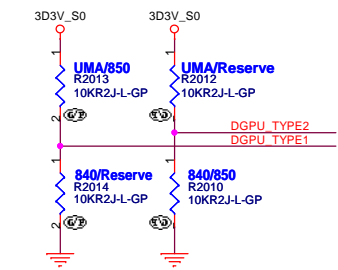 3D3V_S0 3D3V_S0
1 1
UMA/850 UMA/Reserve
R2013 R2012
10KR2J-L-GP 10KR2J-L-GP
2 2
DGPU_TYPE2
DGPU_TYPE1
1 1
840/Reserve 840/850
R2014 R2010
10KR2J-L-GP 10KR2J-L-GP
2 2